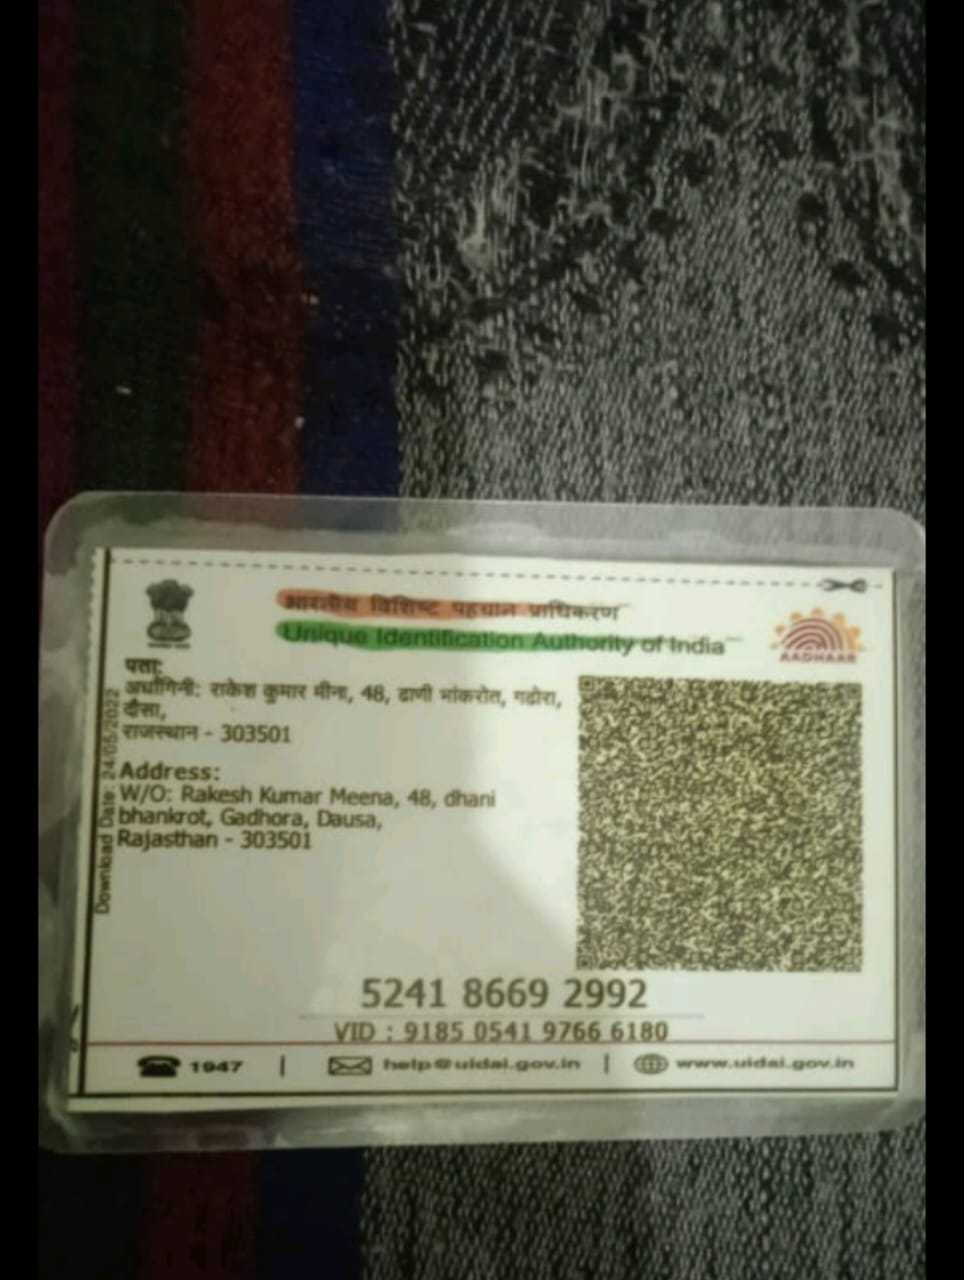 भारतीय विशिष्ट पहचान प्राधिकरण
Unique Identification Authority of India
AADHAAR
पता:
अर्धांगिनी: राकेश कुमार मीना, 48, ढाणी भांकरोत, गढोरा,
दौसा,
राजस्थान - 303501
Address:
W/O: Rakesh Kumar Meena, 48, dhani
bhankrot, Gadhora, Dausa,
Rajasthan - 303501
Download Date: 24/05/2022
5241 8669 2992
VID : 9185 0541 9766 6180
1947 | help@uidai.gov.in | www.uidai.gov.in